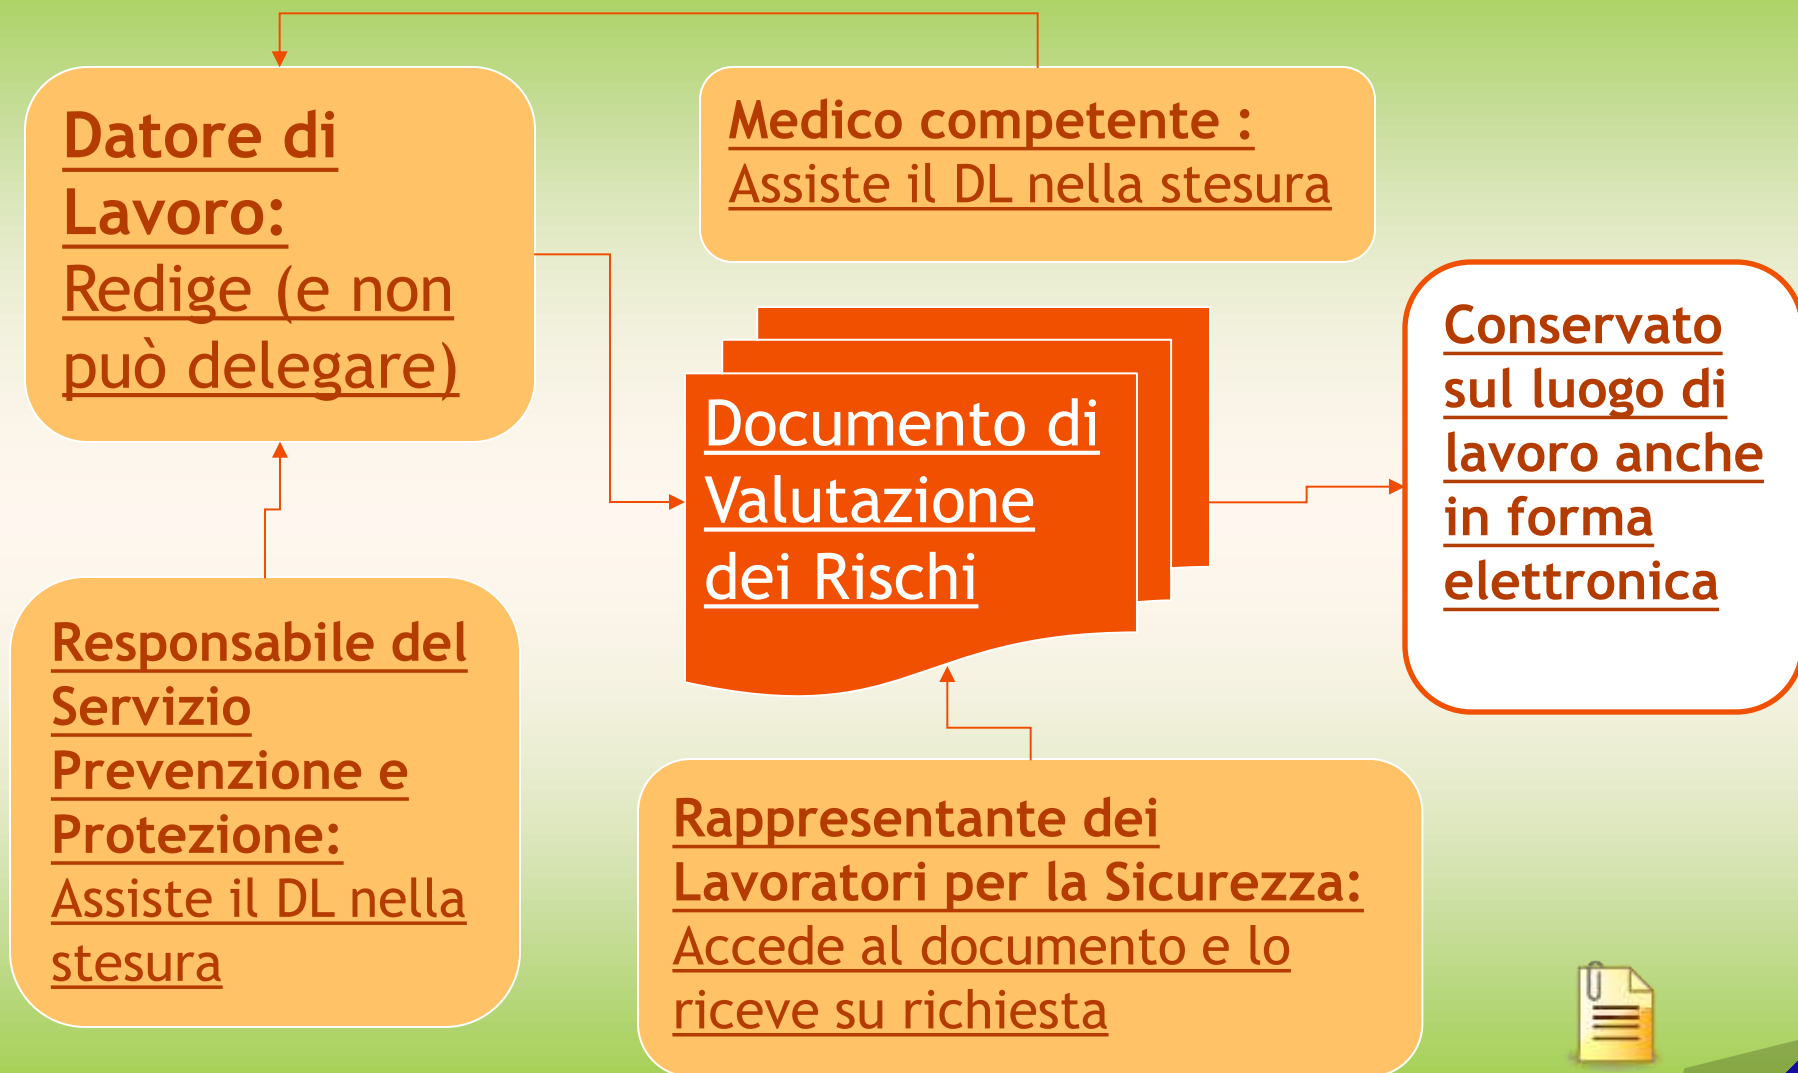 Datore di
Lavoro:
Redige (e non
può delegare)
Medico competente :
Assiste il DL nella stesura
Documento di
Valutazione
dei Rischi
Conservato
sul luogo di
lavoro anche
in forma
elettronica
Responsabile del
Servizio
Prevenzione e
Protezione:
Assiste il DL nella
stesura
Rappresentante dei
Lavoratori per la Sicurezza:
Accede al documento e lo
riceve su richiesta